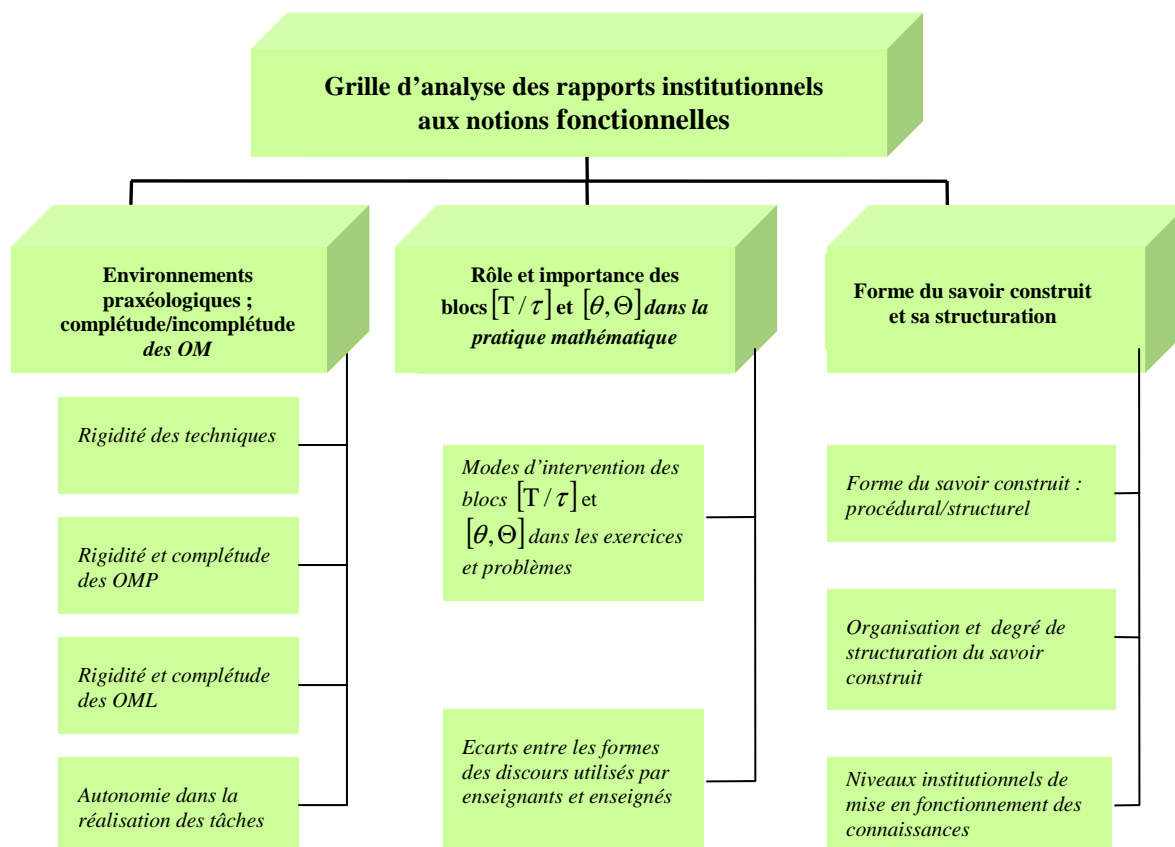 Grille d'analyse des rapports institutionnels
aux notions fonctionnelles
Environnements
praxéologiques ;
complétude/incomplétude
des OM
Rigidité des techniques
Rigidité et complétude
des OMP
Rigidité et complétude
des OML
Autonomie dans la
réalisation des tâches
Rôle et importance des
blocs [T / τ] et [θ, Θ] dans la
pratique mathématique
Modes d'intervention des
blocs [T / τ] et
[θ, Θ] dans les exercices
et problèmes
Ecarts entre les formes
des discours utilisés par
enseignants et enseignés
Forme du savoir construit
et sa structuration
Forme du savoir construit :
procédural/structurel
Organisation et degré de
structuration du savoir
construit
Niveaux institutionnels de
mise en fonctionnement des
connaissances